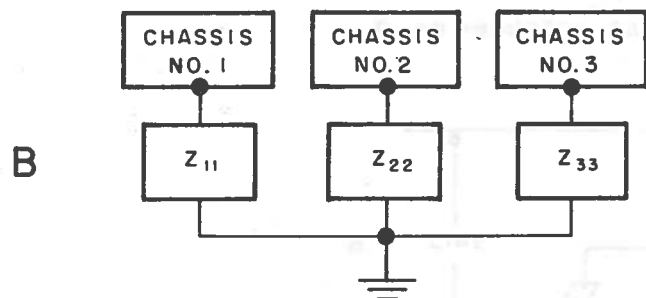 CHASSIS
NO. 1
CHASSIS
NO. 2
CHASSIS
NO. 3
B
Z₁₁
Z₂₂
Z₃₃